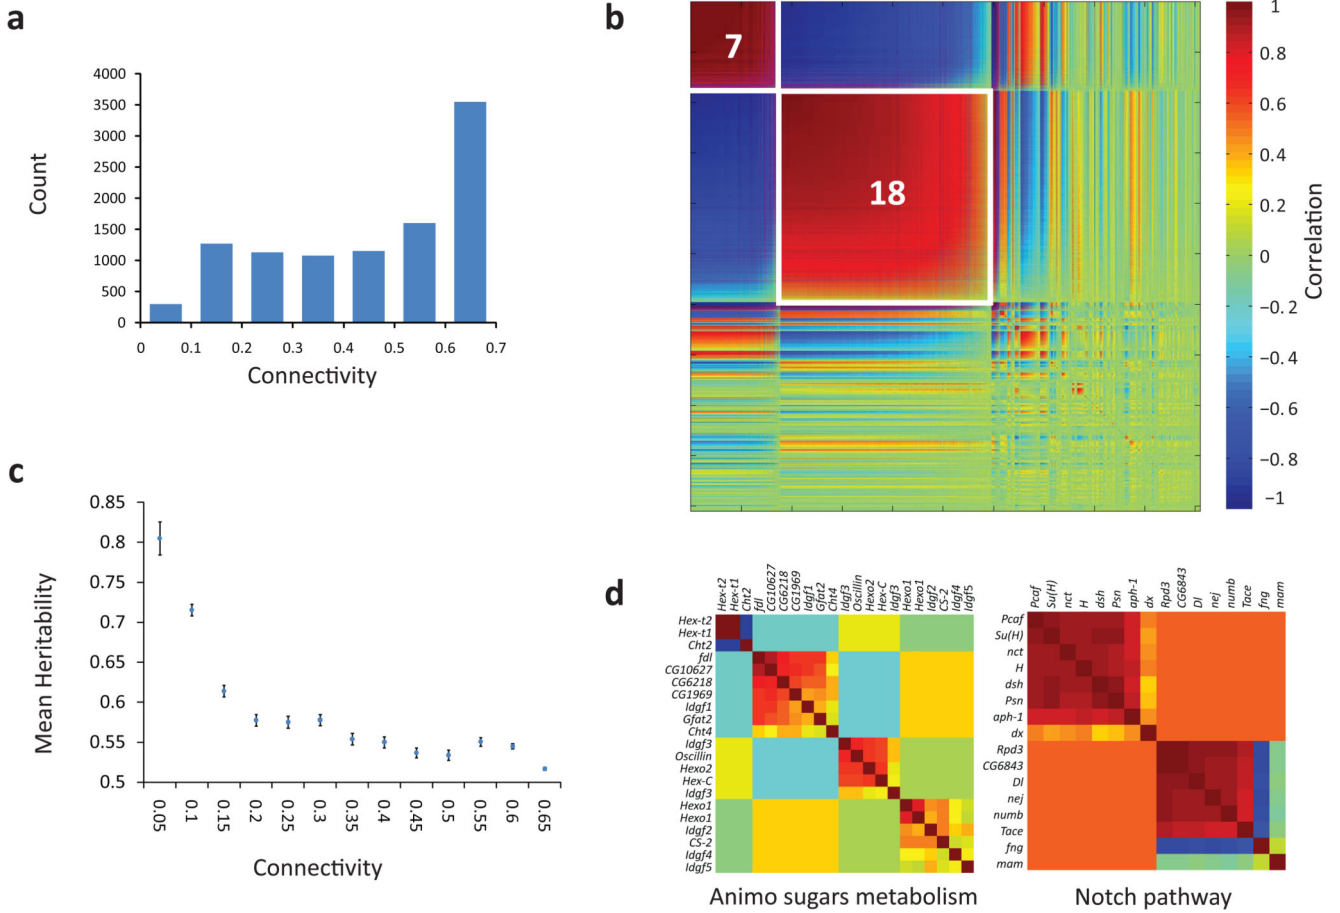 a
4000
3500
3000
2500
2000
1500
1000
500
0
Count
0 0.1 0.2 0.3 0.4 0.5 0.6 0.7
Connectivity
b
7
18
1
0.8
0.6
0.4
0.2
0
−0.2
−0.4
−0.6
−0.8
−1
Correlation
c
0.85
0.8
0.75
0.7
0.65
0.6
0.55
0.5
Mean Heritability
0.05 0.1 0.15 0.2 0.25 0.3 0.35 0.4 0.45 0.5 0.55 0.6 0.65
Connectivity
d
Hex-t2 Hex-t1 Cht2 fdl CG10627 CG6218 CG1969 Idgf1 Gfat2 Cht4 Idgf3 Oscillin Hexo2 Hex-C Idgf3 Hexo1 Hexo1 Idgf2 CS-2 Idgf4 Idgf5
Hex-t2
Hex-t1
Cht2
fdl
CG10627
CG6218
CG1969
Idgf1
Gfat2
Cht4
Idgf3
Oscillin
Hexo2
Hex-C
Idgf3
Hexo1
Hexo1
Idgf2
CS-2
Idgf4
Idgf5
Animo sugars metabolism
Pcaf Su(H) nct H dsh Psn aph-1 dx Rpd3 CG6843 Dl nej numb Tace fng mam
Pcaf
Su(H)
nct
H
dsh
Psn
aph-1
dx
Rpd3
CG6843
Dl
nej
numb
Tace
fng
mam
Notch pathway